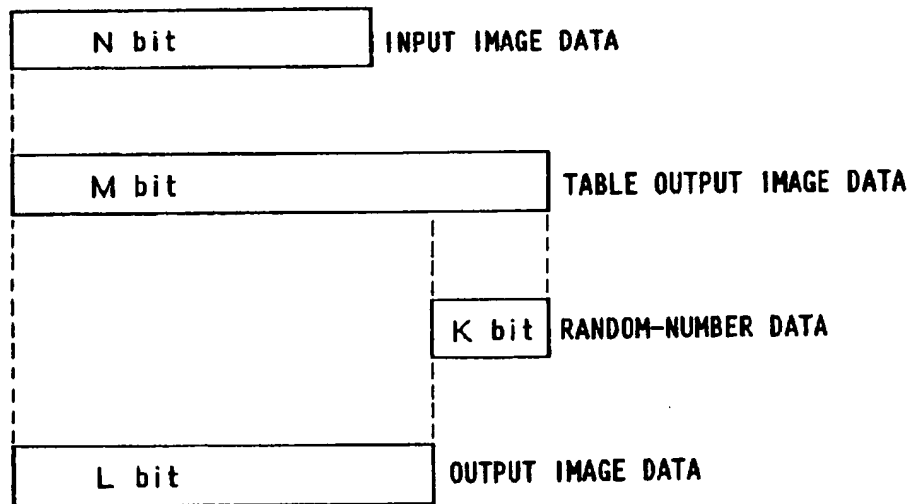 N bit INPUT IMAGE DATA
M bit TABLE OUTPUT IMAGE DATA
K bit RANDOM-NUMBER DATA
L bit OUTPUT IMAGE DATA